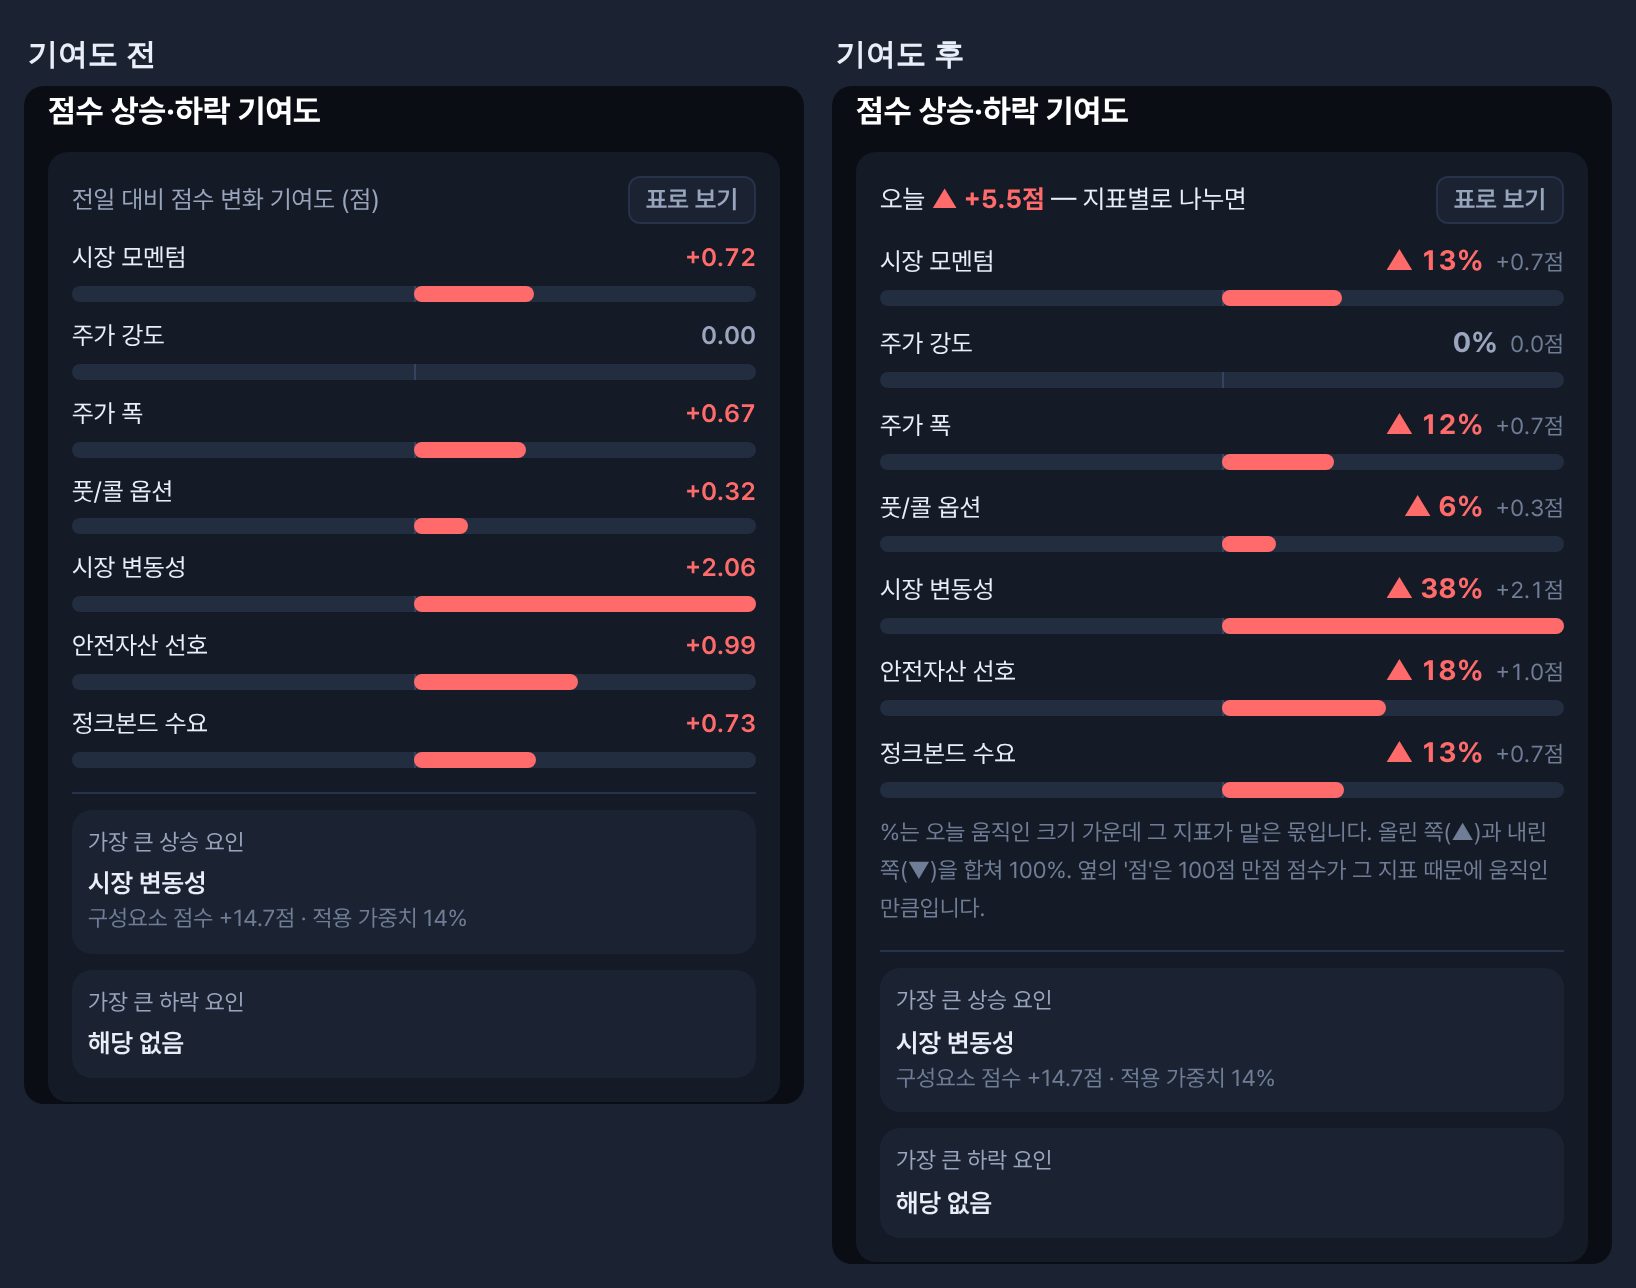 기여도 전
점수 상승·하락 기여도
전일 대비 점수 변화 기여도 (점)
표로 보기
시장 모멘텀 +0.72
주가 강도 0.00
주가 폭 +0.67
풋/콜 옵션 +0.32
시장 변동성 +2.06
안전자산 선호 +0.99
정크본드 수요 +0.73
가장 큰 상승 요인
시장 변동성
구성요소 점수 +14.7점 · 적용 가중치 14%
가장 큰 하락 요인
해당 없음
기여도 후
점수 상승·하락 기여도
오늘 ▲ +5.5점 — 지표별로 나누면
표로 보기
시장 모멘텀 ▲ 13% +0.7점
주가 강도 0% 0.0점
주가 폭 ▲ 12% +0.7점
풋/콜 옵션 ▲ 6% +0.3점
시장 변동성 ▲ 38% +2.1점
안전자산 선호 ▲ 18% +1.0점
정크본드 수요 ▲ 13% +0.7점
%는 오늘 움직인 크기 가운데 그 지표가 맡은 몫입니다. 올린 쪽(▲)과 내린
쪽(▼)을 합쳐 100%. 옆의 '점'은 100점 만점 점수가 그 지표 때문에 움직인
만큼입니다.
가장 큰 상승 요인
시장 변동성
구성요소 점수 +14.7점 · 적용 가중치 14%
가장 큰 하락 요인
해당 없음